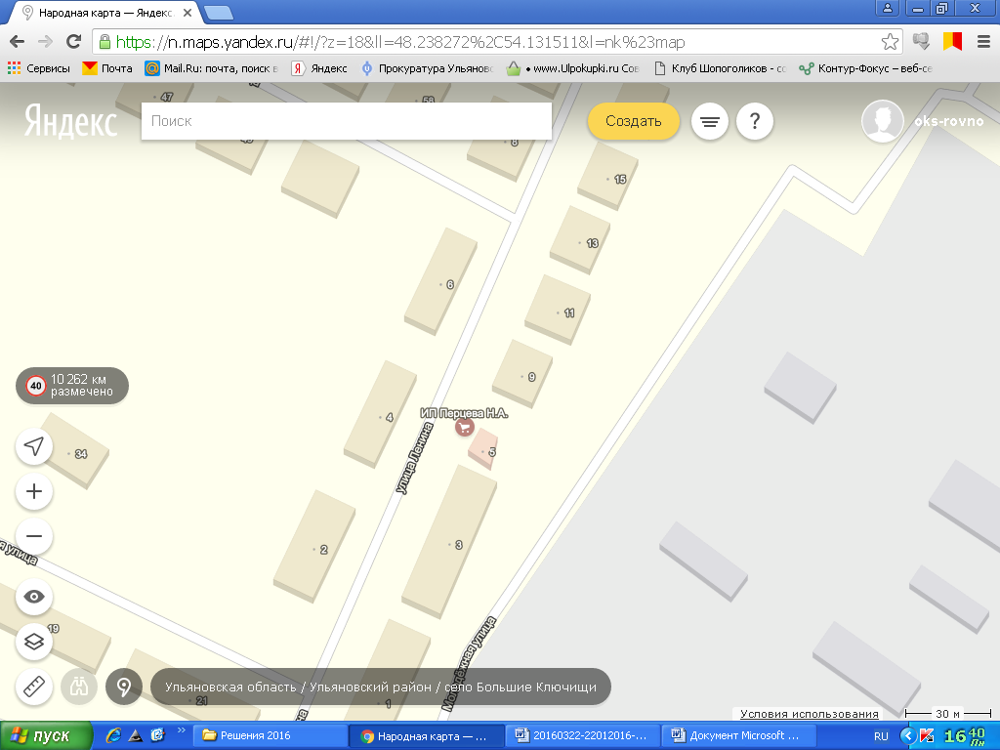 Народная карта — Яндекс.
https://n.maps.yandex.ru/#!/?z=18&ll=48.238272%2C54.131511&l=nk%23map
Сервисы Почта Mail.Ru: почта, поиск в Яндекс Прокуратура Ульяновс • www.Ulpokupki.ru Сов Клуб Шопоголиков – сс Контур-Фокус – веб-се
Яндекс
Поиск
Создать
?
oks-rovno
47
58
8
15
13
6
11
9
40 10 262 км
размечено
ИП Перцева Н.А.
4
5
34
улица Ленина
3
2
я улица
19
Молодёжная улица
21
1
Ульяновская область / Ульяновский район / село Большие Ключищи
Условия использования
30 м
пуск
Решения 2016
Народная карта — ...
20160322-22012016-...
Документ Microsoft ...
RU
16 40
Пн